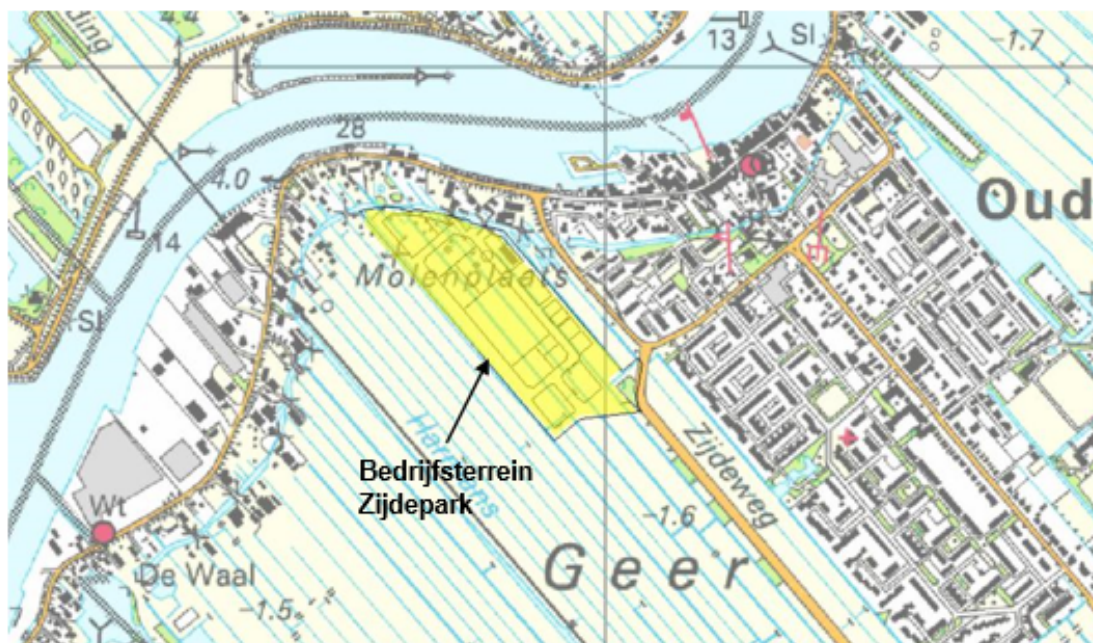 ding
13
Sl
-1.7
28
4.0
Oud
14
Sl
Molenplaats
Bedrijfsterrein
Zijdepark
Zijdeweg
-1.6
Wt
Geer
De Waal
-1.5